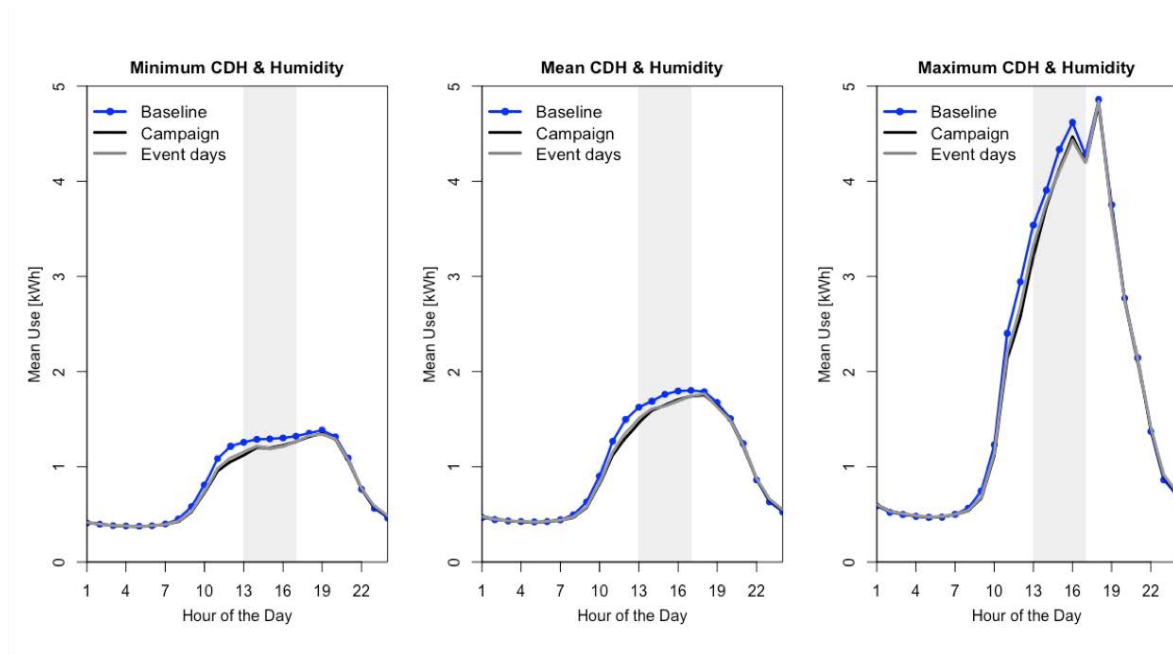 Minimum CDH & Humidity
5
4
3
2
1
0
Mean Use [kWh]
Baseline
Campaign
Event days
1 4 7 10 13 16 19 22
Hour of the Day
Mean CDH & Humidity
5
4
3
2
1
0
Mean Use [kWh]
Baseline
Campaign
Event days
1 4 7 10 13 16 19 22
Hour of the Day
Maximum CDH & Humidity
5
4
3
2
1
0
Mean Use [kWh]
Baseline
Campaign
Event days
1 4 7 10 13 16 19 22
Hour of the Day